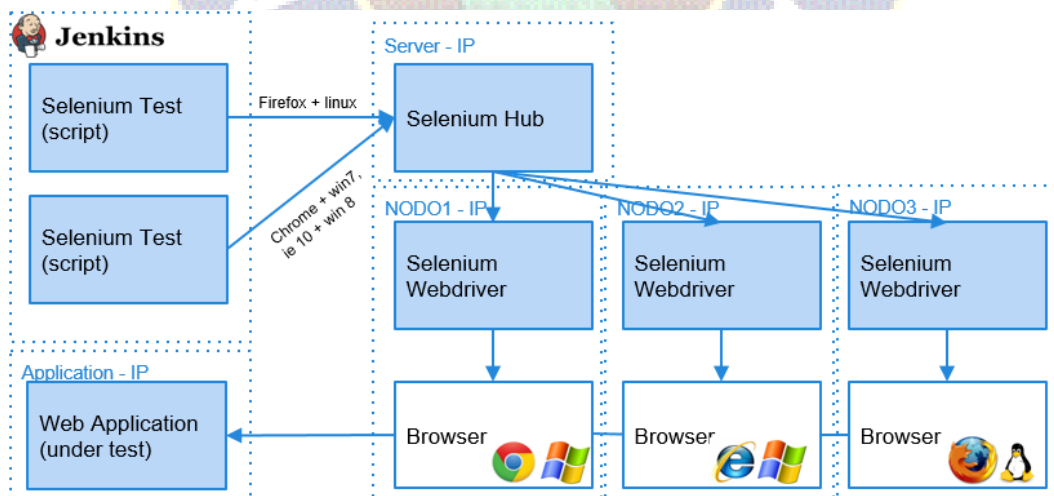 Jenkins
Server - IP
Selenium Test
(script)
Firefox + linux
Selenium Hub
Chrome + win7,
ie 10 + win 8
Selenium Test
(script)
NODO1 - IP
NODO2 - IP
NODO3 - IP
Selenium
Webdriver
Selenium
Webdriver
Selenium
Webdriver
Application - IP
Web Application
(under test)
Browser
Browser
Browser